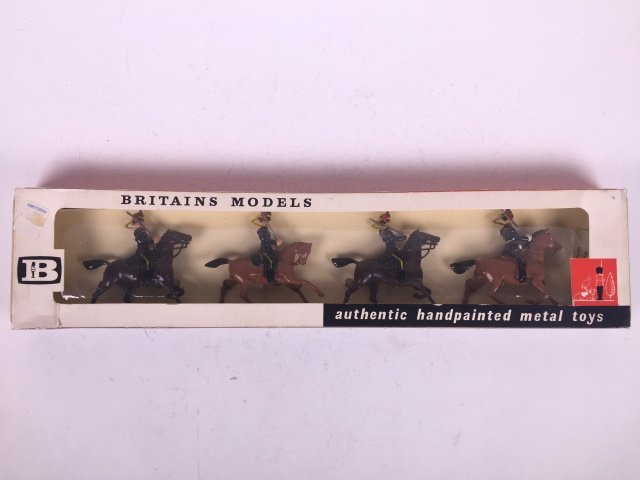 BRITAINS MODELS
B
authentic handpainted metal toys